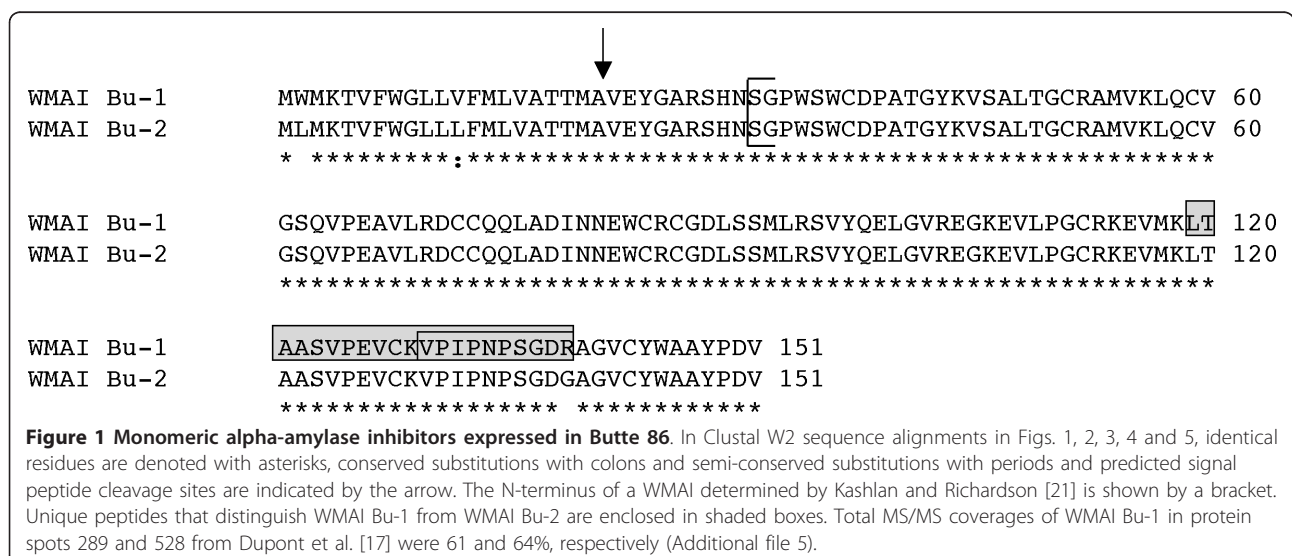 WMAI Bu-1 MWMKTVFWGLLVFMLVATTMAVEYGARSHNSGPWSWCDPATGYKVSALTGCRAMVKLQCV 60
WMAI Bu-2 MLMKTVFWGLLLFMLVATTMAVEYGARSHNSGPWSWCDPATGYKVSALTGCRAMVKLQCV 60
* *********:************************************************
WMAI Bu-1 GSQVPEAVLRDCCQQLADINNEWCRCGDLSSMLRSVYQELGVREGKEVLPGCRKEVMKLT 120
WMAI Bu-2 GSQVPEAVLRDCCQQLADINNEWCRCGDLSSMLRSVYQELGVREGKEVLPGCRKEVMKLT 120
************************************************************
WMAI Bu-1 AASVPEVCKVPIPNPSGDRAGVCYWAAYPDV 151
WMAI Bu-2 AASVPEVCKVPIPNPSGDGAGVCYWAAYPDV 151
****************** ************
Figure 1 Monomeric alpha-amylase inhibitors expressed in Butte 86. In Clustal W2 sequence alignments in Figs. 1, 2, 3, 4 and 5, identical
residues are denoted with asterisks, conserved substitutions with colons and semi-conserved substitutions with periods and predicted signal
peptide cleavage sites are indicated by the arrow. The N-terminus of a WMAI determined by Kashlan and Richardson [21] is shown by a bracket.
Unique peptides that distinguish WMAI Bu-1 from WMAI Bu-2 are enclosed in shaded boxes. Total MS/MS coverages of WMAI Bu-1 in protein
spots 289 and 528 from Dupont et al. [17] were 61 and 64%, respectively (Additional file 5).